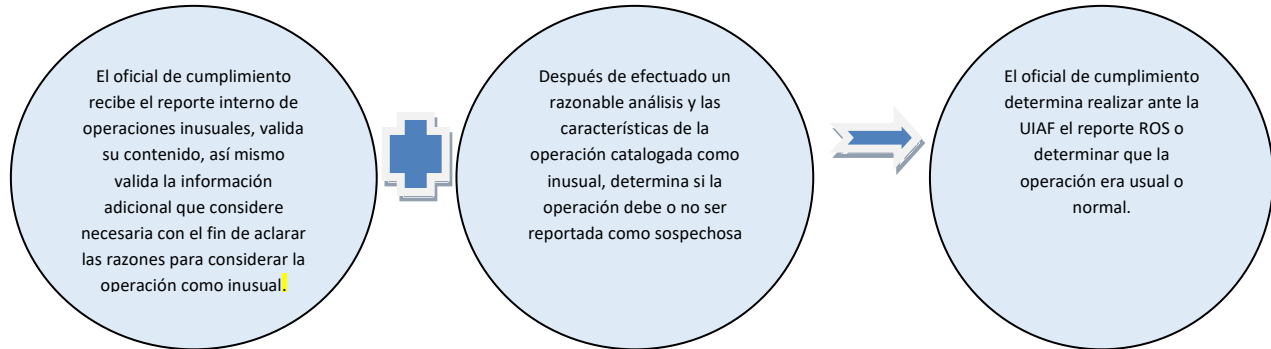 El oficial de cumplimiento
recibe el reporte interno de
operaciones inusuales, valida
su contenido, así mismo
valida la información
adicional que considere
necesaria con el fin de aclarar
las razones para considerar la
operación como inusual.
Después de efectuado un
razonable análisis y las
características de la
operación catalogada como
inusual, determina si la
operación debe o no ser
reportada como sospechosa
El oficial de cumplimiento
determina realizar ante la
UIAF el reporte ROS o
determinar que la
operación era usual o
normal.